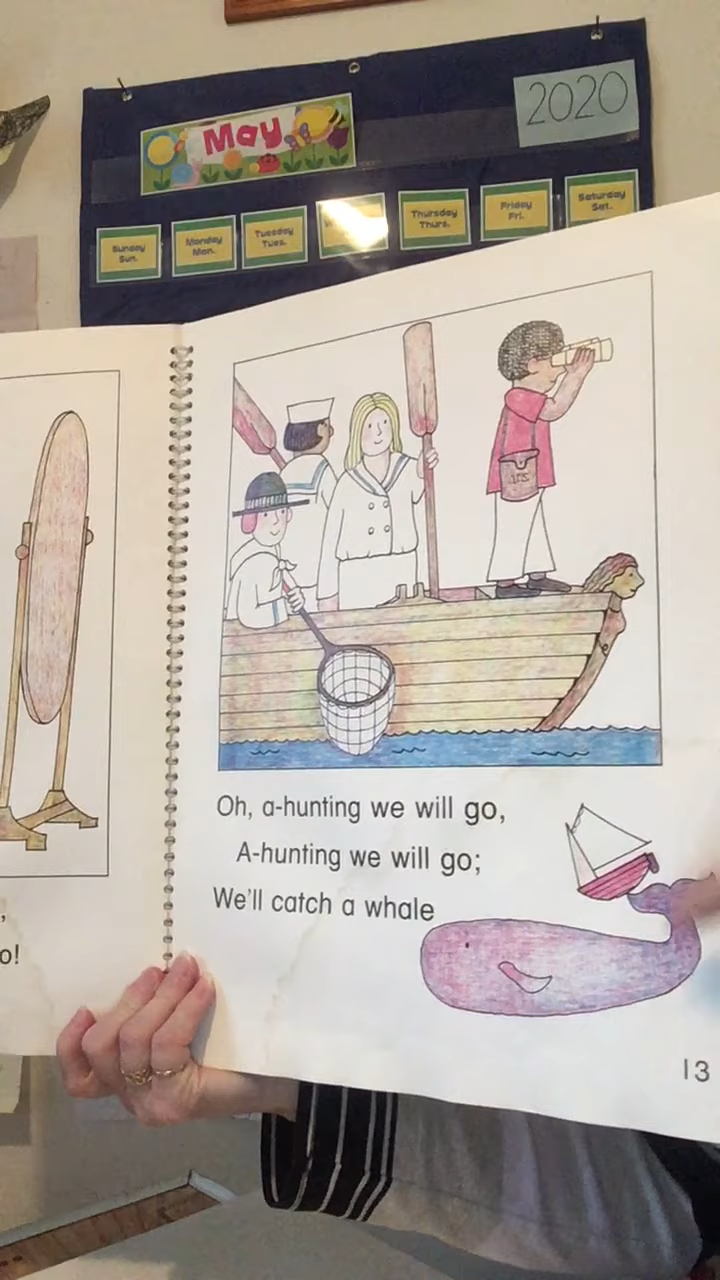 May
2020
Sunday
Sun.
Monday
Mon.
Tuesday
Tues.
Thursday
Thurs.
Friday
Fri.
Saturday
Sat.
,
o!
Oh, a-hunting we will go,
A-hunting we will go;
We'll catch a whale
13